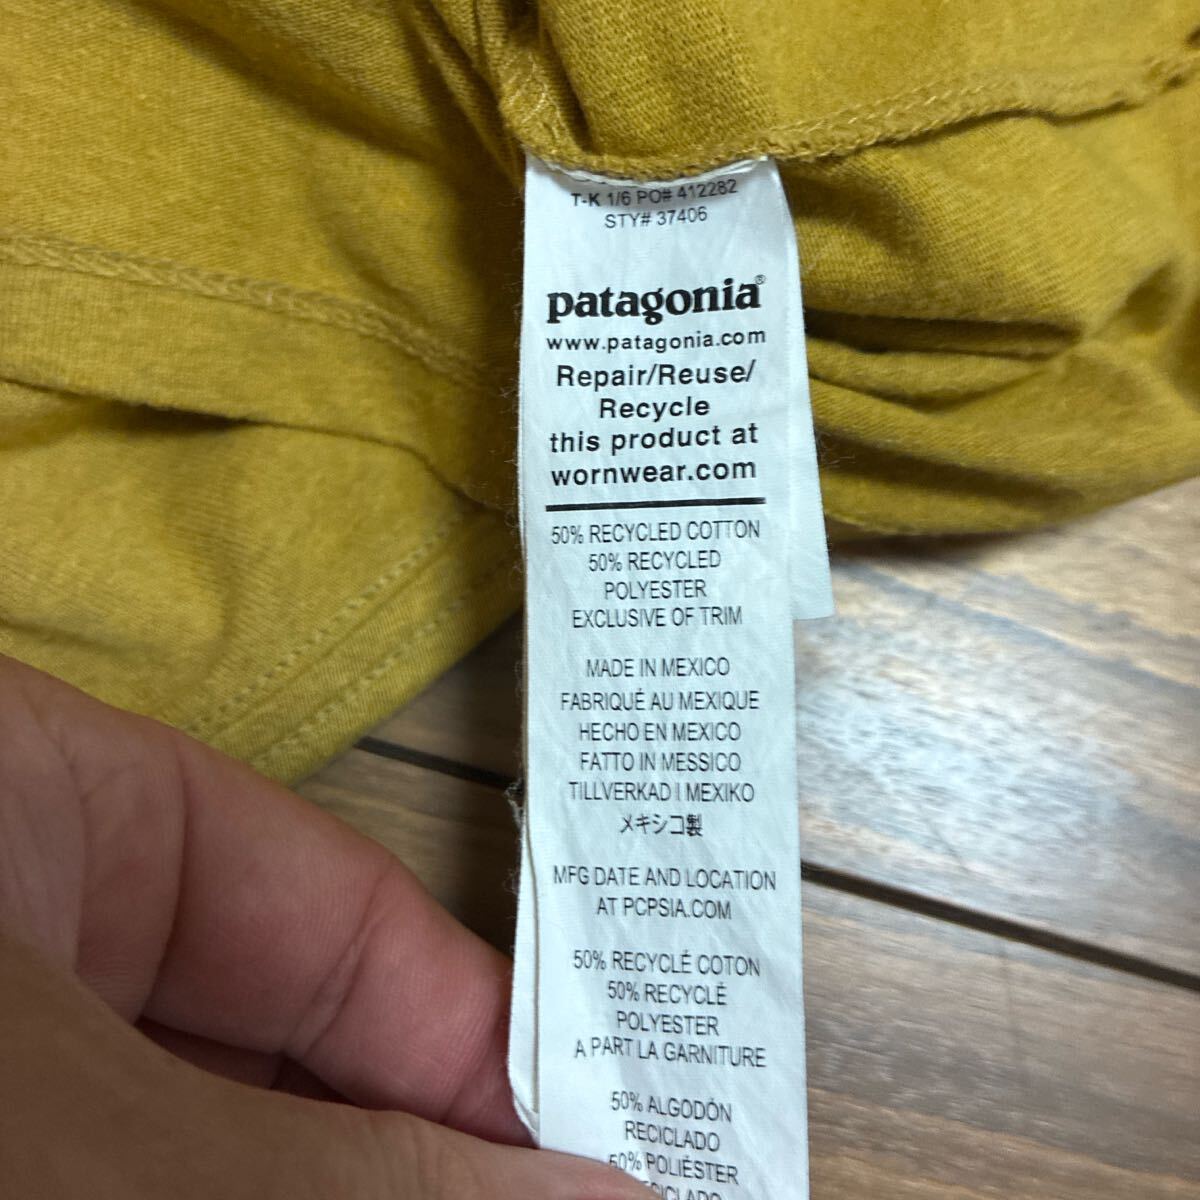 T-K 1/6 PO# 412282
STY# 37406
patagonia®
www.patagonia.com
Repair/Reuse/
Recycle
this product at
wornwear.com
50% RECYCLED COTTON
50% RECYCLED
POLYESTER
EXCLUSIVE OF TRIM
MADE IN MEXICO
FABRIQUÉ AU MEXIQUE
HECHO EN MEXICO
FATTO IN MESSICO
TILLVERKAD I MEXIKO
メキシコ製
MFG DATE AND LOCATION
AT PCPSIA.COM
50% RECYCLÉ COTON
50% RECYCLÉ
POLYESTER
A PART LA GARNITURE
50% ALGODÓN
RECICLADO
50% POLIÉSTER